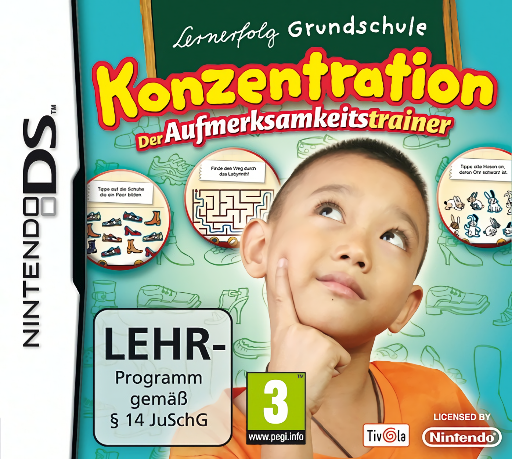 Lernerfolg Grundschule
Konzentration
Der Aufmerksamkeitstrainer
NINTENDO DS™
Tippe auf die Schuhe
die ein Paar bilden
Finde den Weg durch
das Labyrinth!
Tippe alle Hasen an,
deren Ohr schwarz ist.
LEHR-
Programm
gemäß
§ 14 JuSchG
3
www.pegi.info
Tivola
LICENSED BY
Nintendo